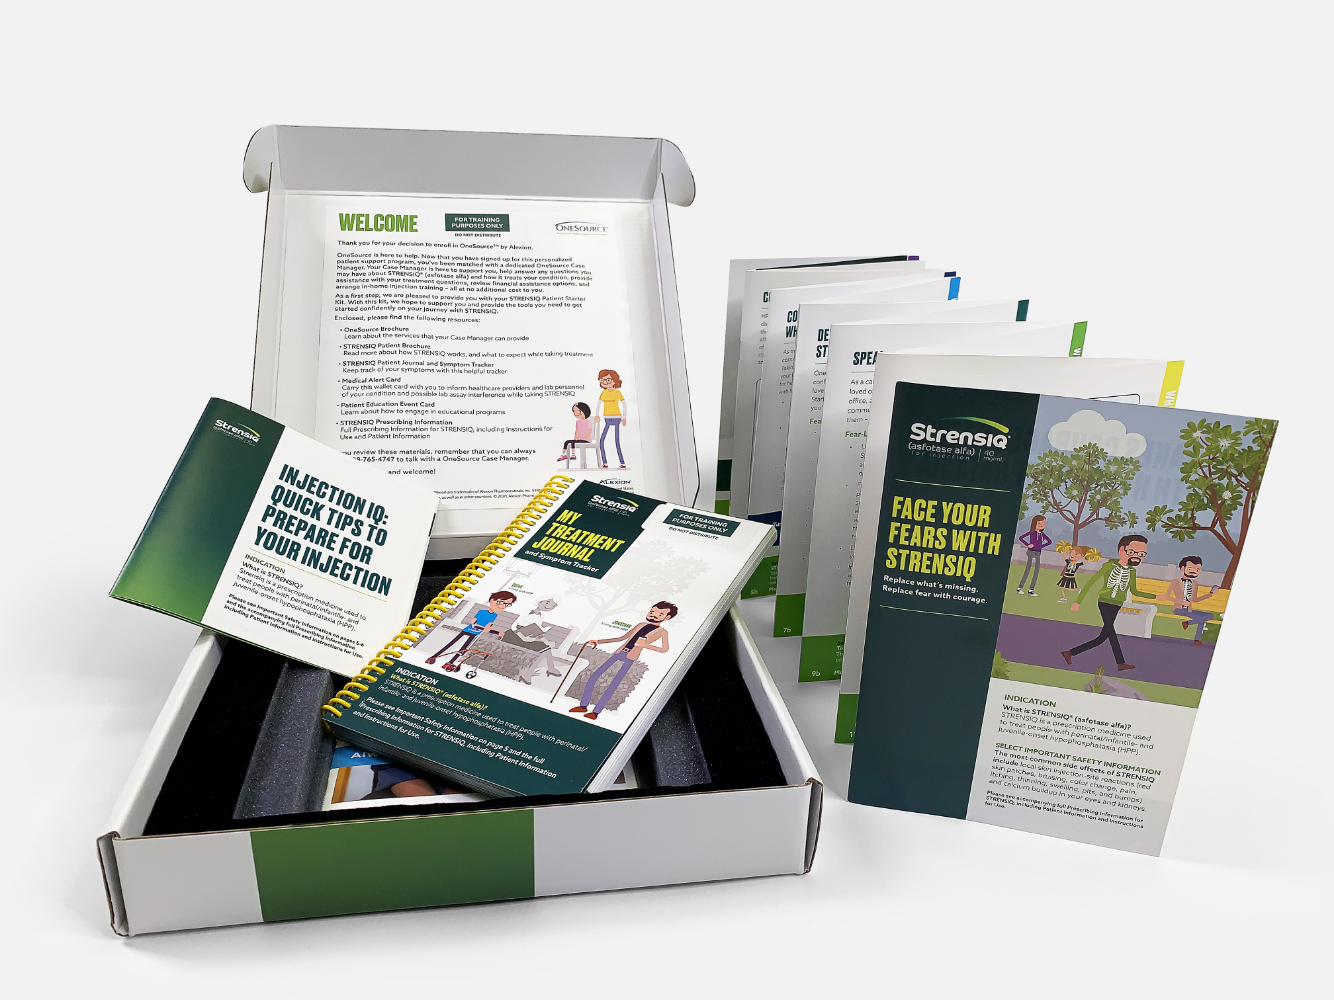 WELCOME
FOR TRAINING
PURPOSES ONLY
DO NOT DISTRIBUTE
ONESOURCE
Thank you for your decision to enroll in OneSource™ by Alexion.
OneSource is here to help. Now that you have signed up for this personalized
patient support program, you've been matched with a dedicated OneSource Case
Manager. Your Case Manager is here to support you, help answer any questions you
may have about STRENSIQ® (asfotase alfa) and how it treats your condition, provide
assistance with your treatment questions, review financial assistance options, and
arrange in-home injection training – all at no additional cost to you.
As a first step, we are pleased to provide you with your STRENSIQ Patient Starter
Kit. With this kit, we hope to support you and provide the tools you need to get
started confidently on your journey with STRENSIQ.
Enclosed, please find the following resources:
• OneSource Brochure
Learn about the services that your Case Manager can provide
• STRENSIQ Patient Brochure
Read more about how STRENSIQ works, and what to expect while taking treatment
• STRENSIQ Patient Journal and Symptom Tracker
Keep track of your symptoms with this helpful tracker
• Medical Alert Card
Carry this wallet card with you to inform healthcare providers and lab personnel
of your condition and possible lab assay interference while taking STRENSIQ
• Patient Education Event Card
Learn about how to engage in educational programs
• STRENSIQ Prescribing Information
Full Prescribing Information for STRENSIQ, including Instructions for
Use and Patient Information
you review these materials, remember that you can always
-765-4747 to talk with a OneSource Case Manager.
and welcome!
ALEXION
Strensiq
INJECTION IQ:
QUICK TIPS TO
PREPARE FOR
YOUR INJECTION
INDICATION
What is STRENSIQ?
Strensiq is a prescription medicine used to
treat people with perinatal/infantile- and
juvenile-onset hypophosphatasia (HPP).
Please see Important Safety Information on pages 5-6
and the accompanying full Prescribing Information
including Patient Information and Instructions for Use.
Strensiq
FOR TRAINING
PURPOSES ONLY
DO NOT DISTRIBUTE
MY
TREATMENT
JOURNAL
and Symptom Tracker
INDICATION
What is STRENSIQ® (asfotase alfa)?
STRENSIQ is a prescription medicine used to treat people with perinatal/
infantile- and juvenile-onset hypophosphatasia (HPP).
Please see Important Safety Information on page 5 and the full
Prescribing Information for STRENSIQ, including Patient Information
and Instructions for Use.
C
CO
WH
DE
ST
SPEA
As a ca
loved o
office,
commu
them -
Fear-L
7b
9b
Strensiq®
(asfotase alfa) 40
for injection mg/mL
FACE YOUR
FEARS WITH
STRENSIQ
Replace what's missing.
Replace fear with courage.
INDICATION
What is STRENSIQ® (asfotase alfa)?
STRENSIQ is a prescription medicine used
to treat people with perinatal/infantile- and
juvenile-onset hypophosphatasia (HPP).
SELECT IMPORTANT SAFETY INFORMATION
The most common side effects of STRENSIQ
include local skin injection-site reactions (red
skin patches, bruising, color change, pain,
itching, thinning, swelling, pits, and bumps)
and calcium buildup in your eyes and kidneys.
Please see accompanying full Prescribing Information for
STRENSIQ, including Patient Information and Instructions
for Use.